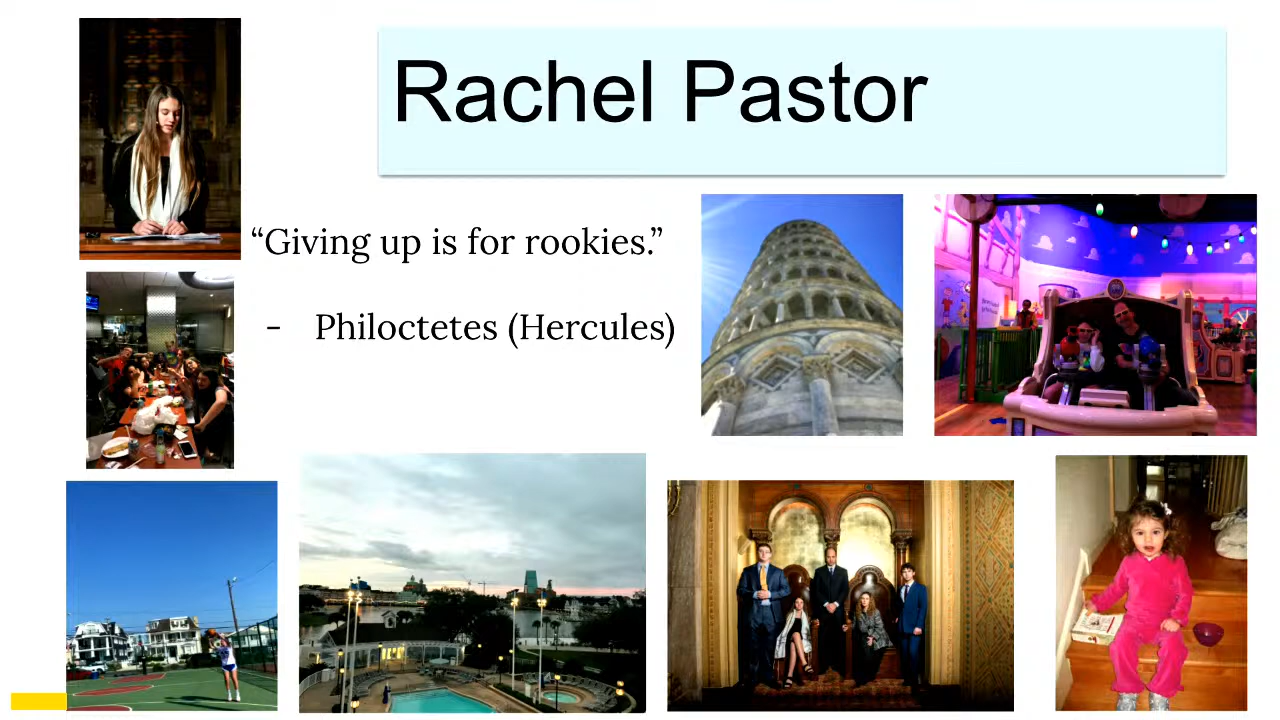 Rachel Pastor
“Giving up is for rookies.”
- Philoctetes (Hercules)